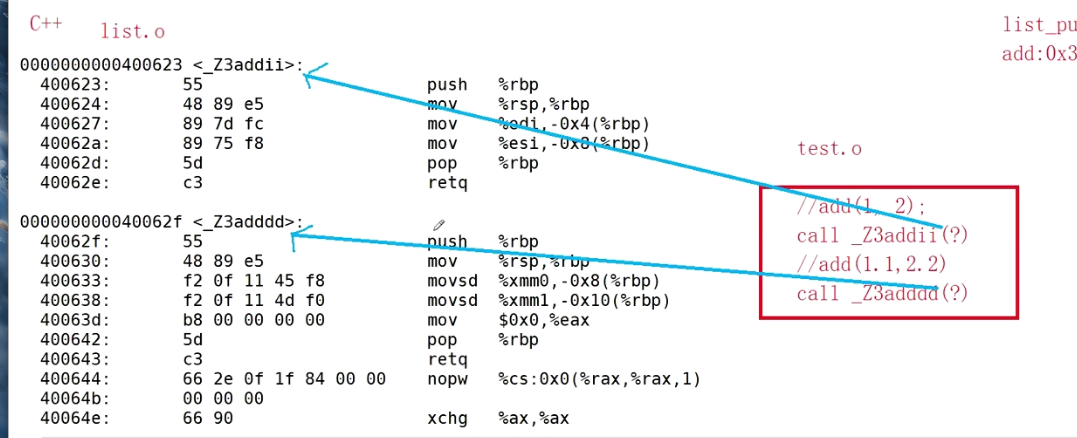 C++
list.o
list_pu
add:0x3
0000000000400623 <_Z3addii>:
400623: 55 push %rbp
400624: 48 89 e5 mov %rsp,%rbp
400627: 89 7d fc mov %edi,-0x4(%rbp)
40062a: 89 75 f8 mov %esi,-0x8(%rbp)
40062d: 5d pop %rbp
40062e: c3 retq
test.o
//add(1, 2);
call _Z3addii(?)
//add(1.1,2.2)
call _Z3adddd(?)
000000000040062f <_Z3adddd>:
40062f: 55 push %rbp
400630: 48 89 e5 mov %rsp,%rbp
400633: f2 0f 11 45 f8 movsd %xmm0,-0x8(%rbp)
400638: f2 0f 11 4d f0 movsd %xmm1,-0x10(%rbp)
40063d: b8 00 00 00 00 mov $0x0,%eax
400642: 5d pop %rbp
400643: c3 retq
400644: 66 2e 0f 1f 84 00 00 nopw %cs:0x0(%rax,%rax,1)
40064b: 00 00 00
40064e: 66 90 xchg %ax,%ax